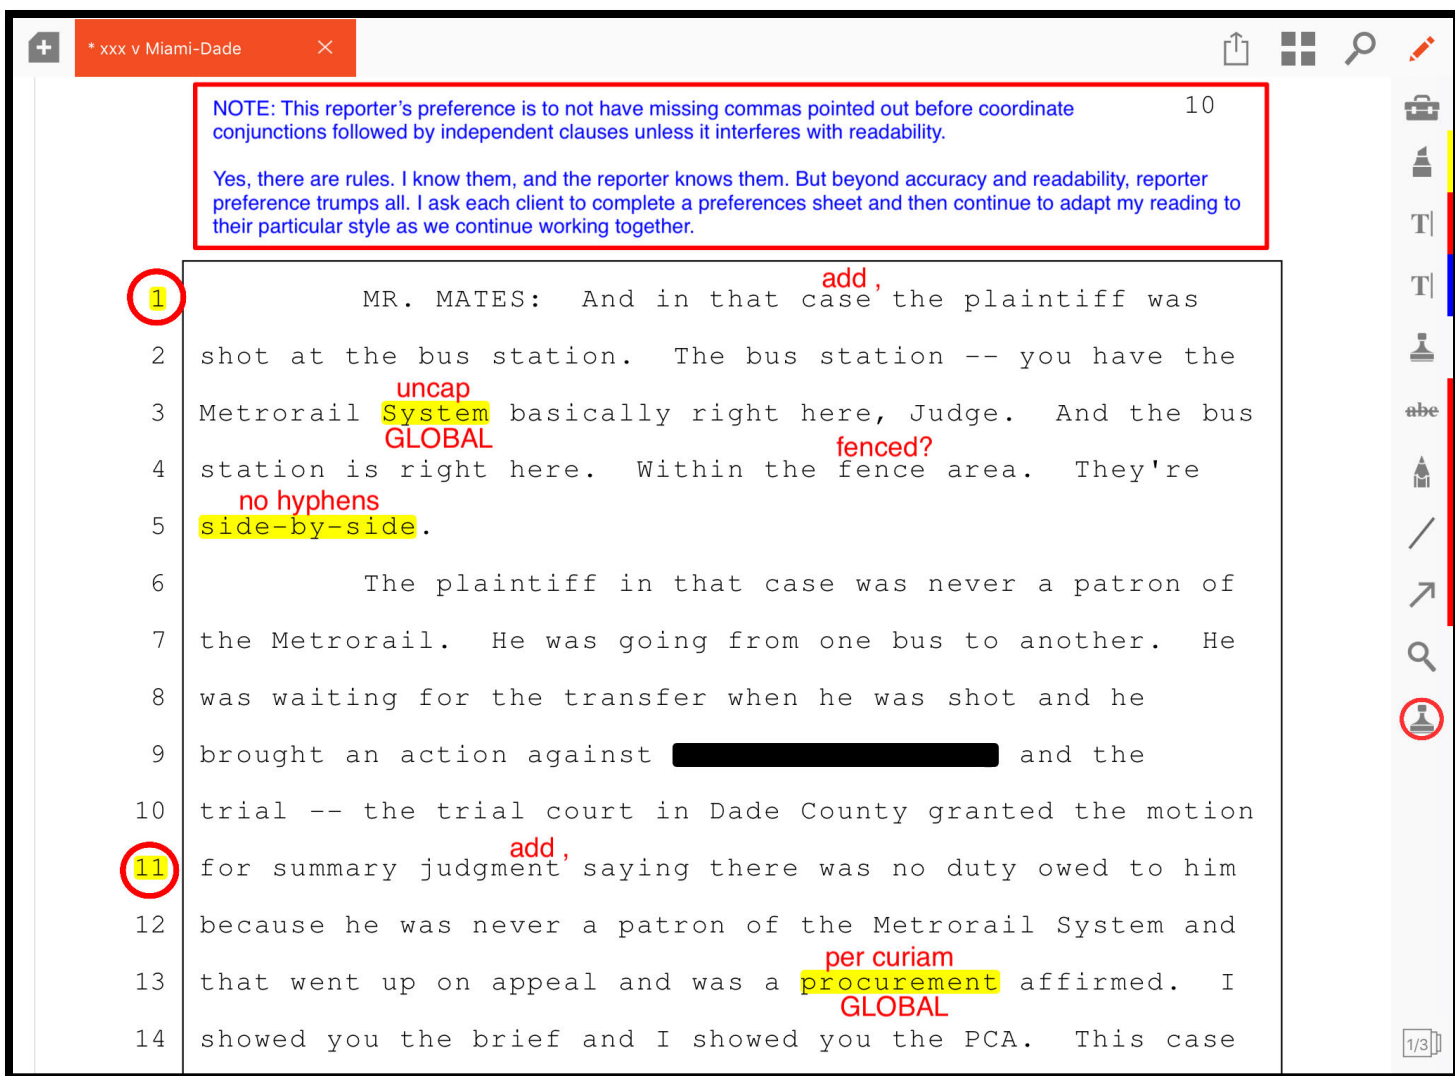 * xxx v Miami-Dade
NOTE: This reporter's preference is to not have missing commas pointed out before coordinate
conjunctions followed by independent clauses unless it interferes with readability.
10
Yes, there are rules. I know them, and the reporter knows them. But beyond accuracy and readability, reporter
preference trumps all. I ask each client to complete a preferences sheet and then continue to adapt my reading to
their particular style as we continue working together.
add ,
1 MR. MATES: And in that case the plaintiff was
2 shot at the bus station. The bus station -- you have the
uncap
3 Metrorail System basically right here, Judge. And the bus
GLOBAL
fenced?
4 station is right here. Within the fence area. They're
no hyphens
5 side-by-side.
6 The plaintiff in that case was never a patron of
7 the Metrorail. He was going from one bus to another. He
8 was waiting for the transfer when he was shot and he
9 brought an action against and the
10 trial -- the trial court in Dade County granted the motion
add ,
11 for summary judgment saying there was no duty owed to him
12 because he was never a patron of the Metrorail System and
per curiam
13 that went up on appeal and was a procurement affirmed. I
GLOBAL
14 showed you the brief and I showed you the PCA. This case
T|
T|
abc
1/3